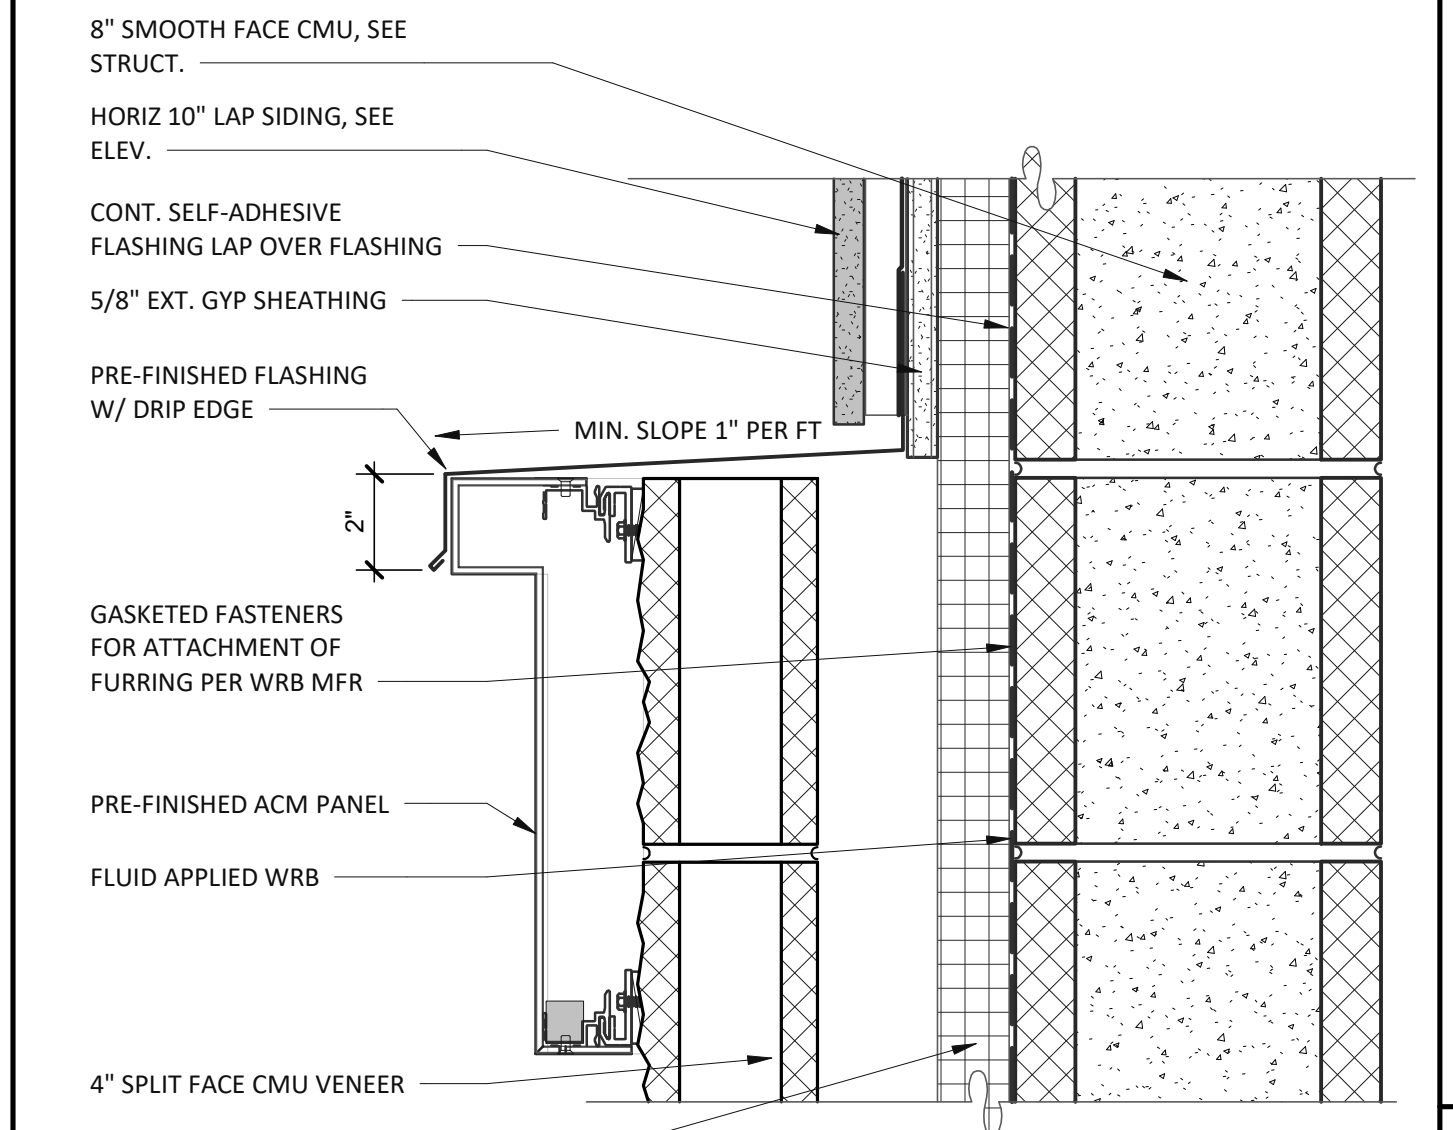 8" SMOOTH FACE CMU, SEE
STRUCT.
HORIZ 10" LAP SIDING, SEE
ELEV.
CONT. SELF-ADHESIVE
FLASHING LAP OVER FLASHING
5/8" EXT. GYP SHEATHING
PRE-FINISHED FLASHING
W/ DRIP EDGE
MIN. SLOPE 1" PER FT
2"
GASKETED FASTENERS
FOR ATTACHMENT OF
FURRING PER WRB MFR
PRE-FINISHED ACM PANEL
FLUID APPLIED WRB
4" SPLIT FACE CMU VENEER